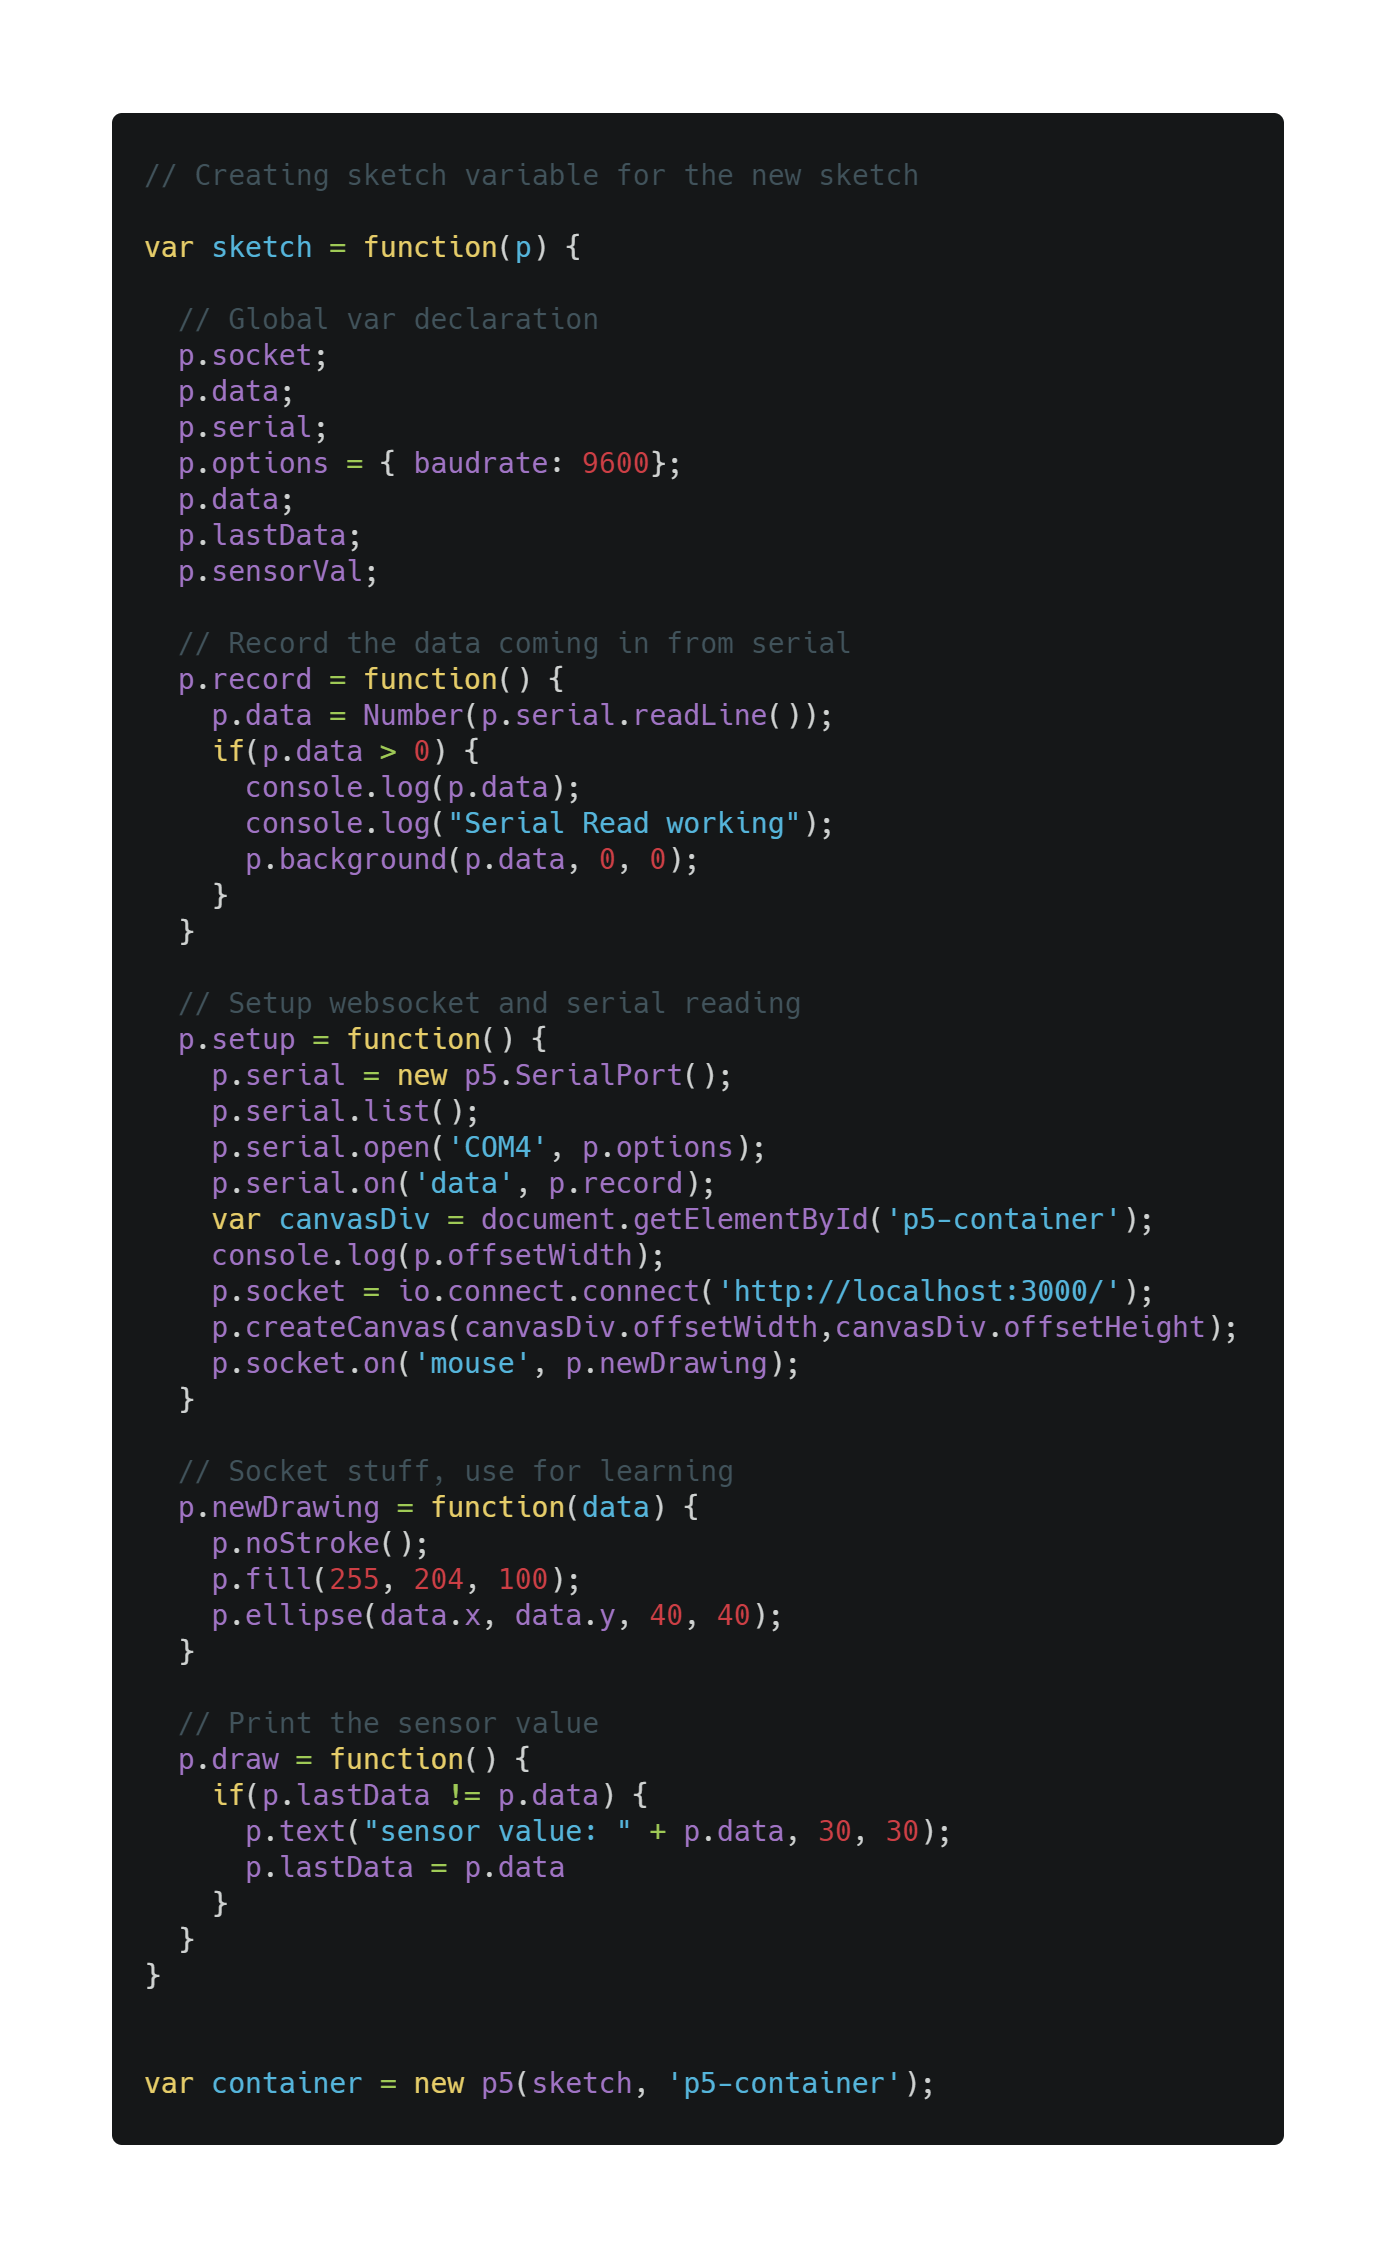 // Creating sketch variable for the new sketch

var sketch = function(p) {

  // Global var declaration
  p.socket;
  p.data;
  p.serial;
  p.options = { baudrate: 9600};
  p.data;
  p.lastData;
  p.sensorVal;

  // Record the data coming in from serial
  p.record = function() {
    p.data = Number(p.serial.readLine());
    if(p.data > 0) {
      console.log(p.data);
      console.log("Serial Read working");
      p.background(p.data, 0, 0);
    }
  }

  // Setup websocket and serial reading
  p.setup = function() {
    p.serial = new p5.SerialPort();
    p.serial.list();
    p.serial.open('COM4', p.options);
    p.serial.on('data', p.record);
    var canvasDiv = document.getElementById('p5-container');
    console.log(p.offsetWidth);
    p.socket = io.connect.connect('http://localhost:3000/');
    p.createCanvas(canvasDiv.offsetWidth,canvasDiv.offsetHeight);
    p.socket.on('mouse', p.newDrawing);
  }

  // Socket stuff, use for learning
  p.newDrawing = function(data) {
    p.noStroke();
    p.fill(255, 204, 100);
    p.ellipse(data.x, data.y, 40, 40);
  }

  // Print the sensor value
  p.draw = function() {
    if(p.lastData != p.data) {
      p.text("sensor value: " + p.data, 30, 30);
      p.lastData = p.data
    }
  }
}

var container = new p5(sketch, 'p5-container');